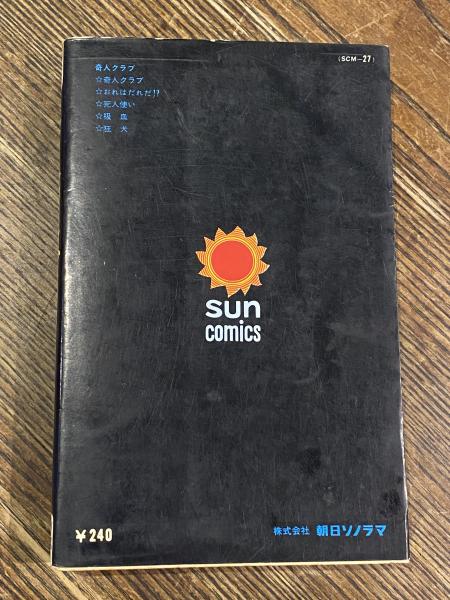 奇人クラブ
(SCM-27)
☆奇人クラブ
☆おれはだれだ!?
☆死人使い
☆吸 血
☆狂 犬
sun
comics
¥240
株式会社 朝日ソノラマ